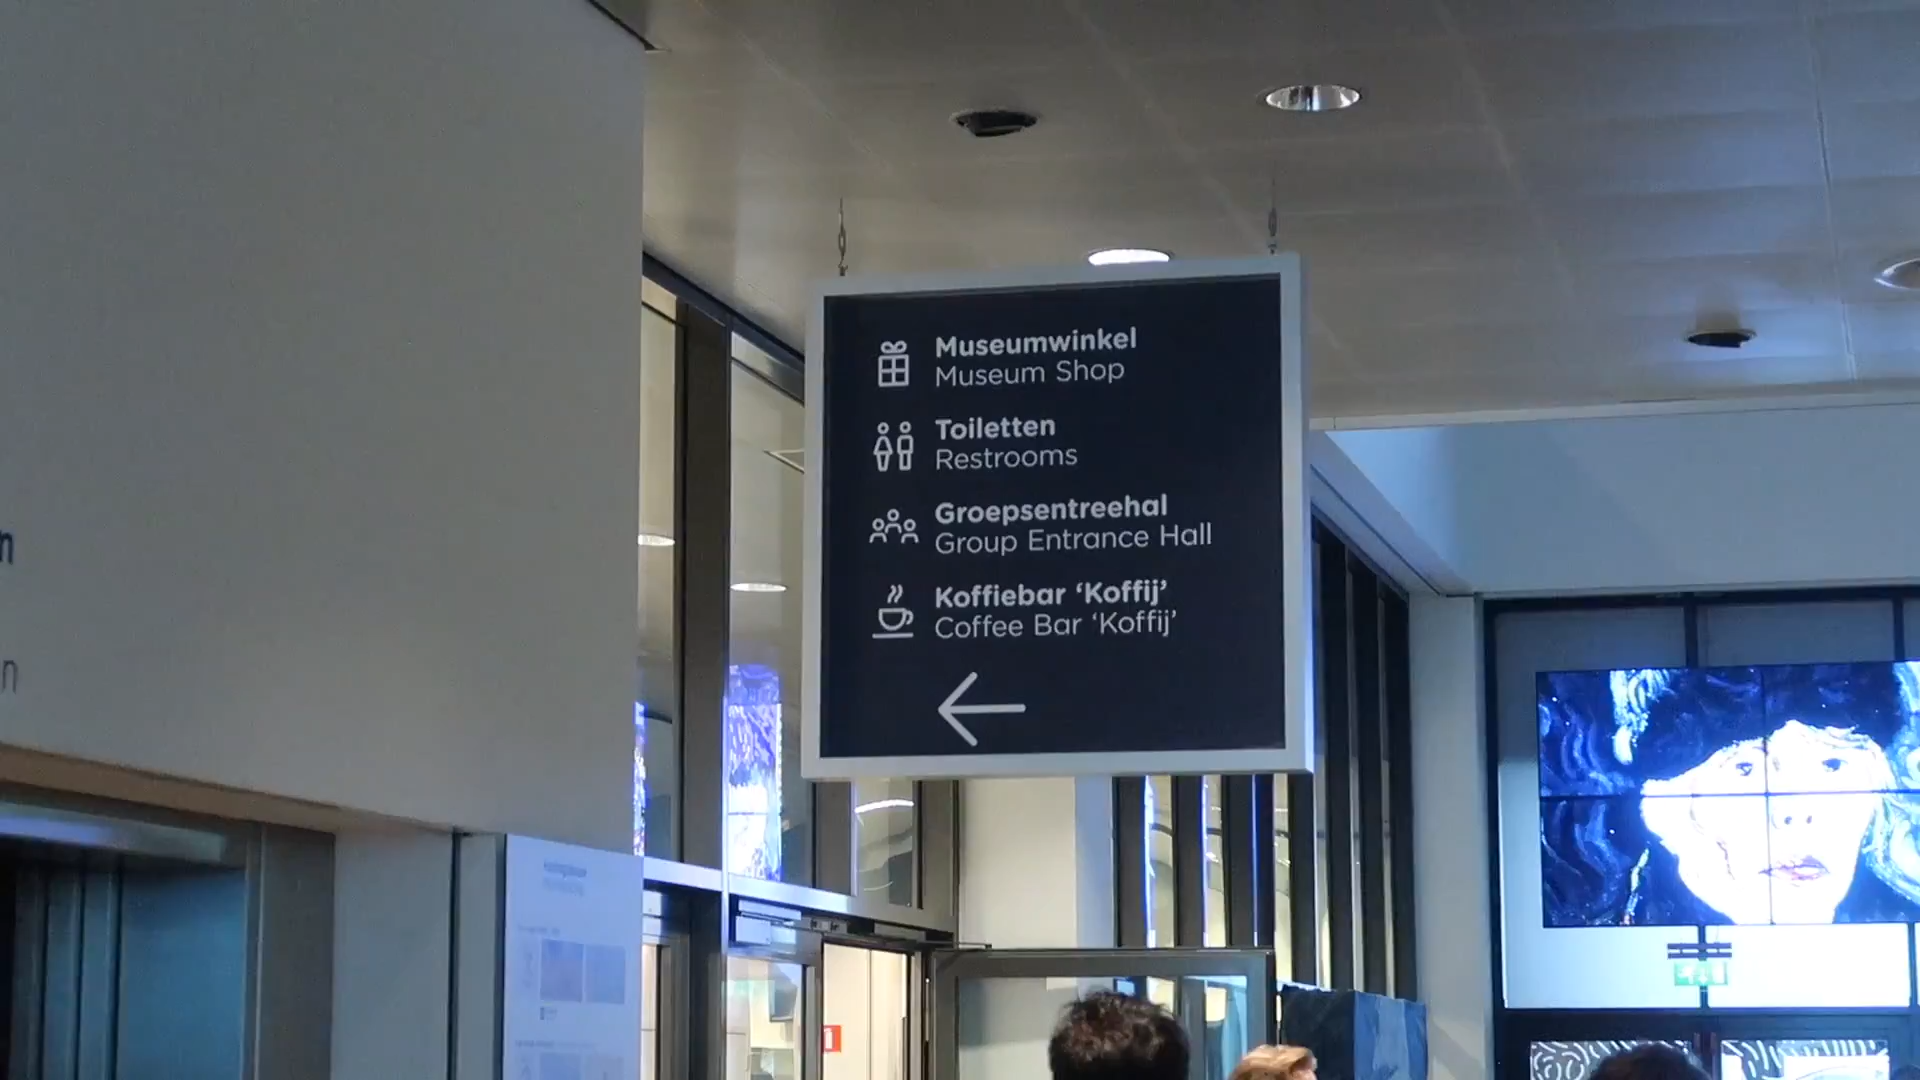 Museumwinkel
Museum Shop
Toiletten
Restrooms
Groepsentreehal
Group Entrance Hall
Koffiebar ‘Koffij’
Coffee Bar ‘Koffij’